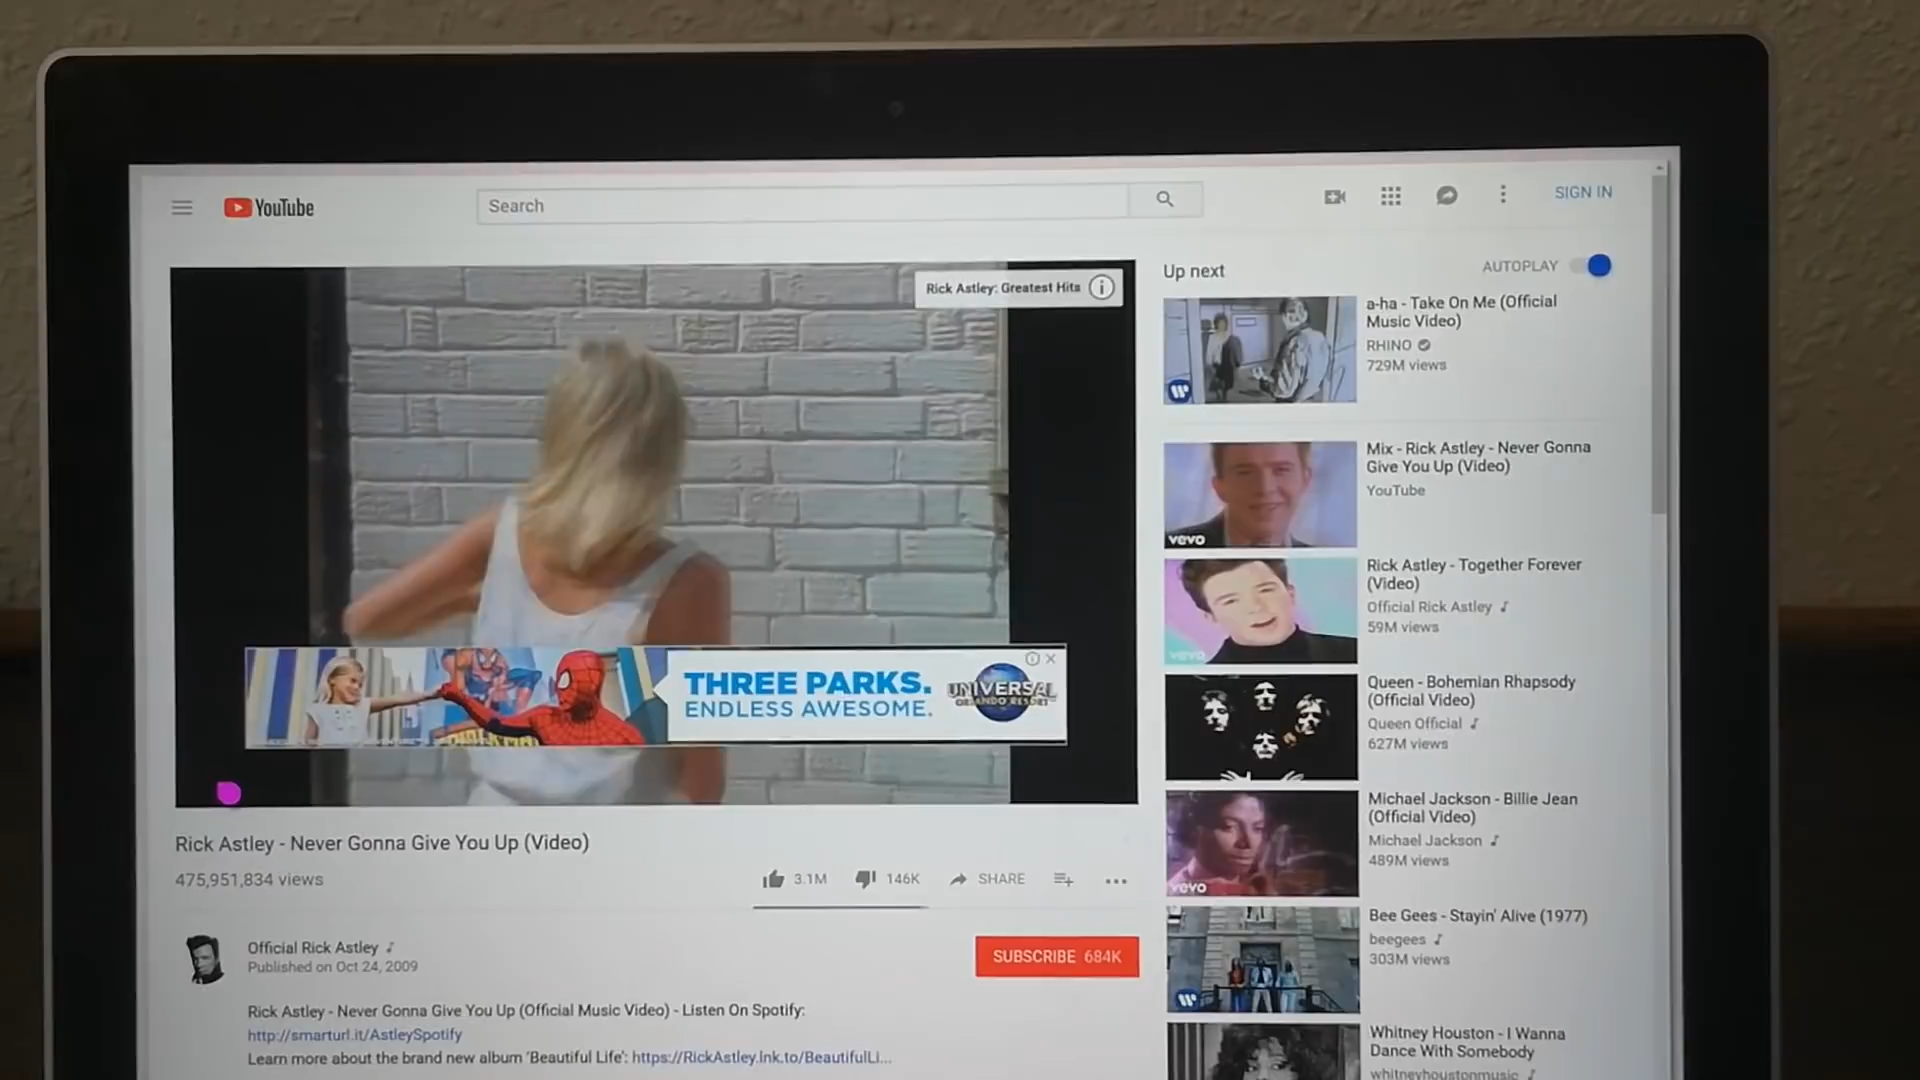 YouTube
Search
SIGN IN
Rick Astley: Greatest Hits
THREE PARKS.
ENDLESS AWESOME.
UNIVERSAL
ORLANDO RESORT
Rick Astley - Never Gonna Give You Up (Video)
475,951,834 views
3.1M
146K
SHARE
Official Rick Astley
Published on Oct 24, 2009
SUBSCRIBE 684K
Rick Astley - Never Gonna Give You Up (Official Music Video) - Listen On Spotify:
http://smarturl.it/AstleySpotify
Learn more about the brand new album 'Beautiful Life': https://RickAstley.lnk.to/BeautifulLi...
Up next
AUTOPLAY
a-ha - Take On Me (Official
Music Video)
RHINO
729M views
vevo
Mix - Rick Astley - Never Gonna
Give You Up (Video)
YouTube
vevo
Rick Astley - Together Forever
(Video)
Official Rick Astley
59M views
Queen - Bohemian Rhapsody
(Official Video)
Queen Official
627M views
vevo
Michael Jackson - Billie Jean
(Official Video)
Michael Jackson
489M views
Bee Gees - Stayin' Alive (1977)
beegees
303M views
Whitney Houston - I Wanna
Dance With Somebody
whitneyhoustonmusic